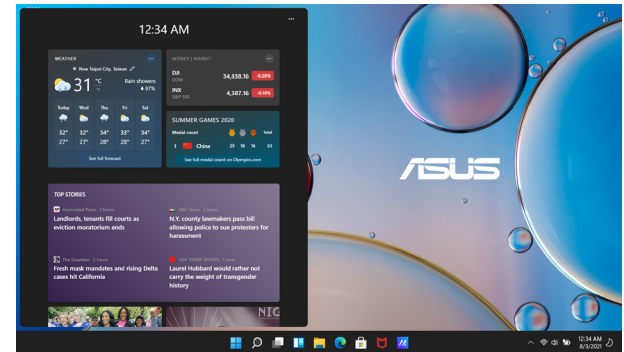 12:34 AM
WEATHER
New Taipei City, Taiwan
31 °C
°F
Rain showers
87%
Today Wed Thu Fri Sat
32° 32° 34° 33° 34°
27° 27° 28° 28° 27°
See full forecast
MONEY | MARKET
DJI 34,838.16 -0.28%
DOW
INX 4,387.16 -0.18%
S&P 500
SUMMER GAMES 2020
Medal count Total
1 China 29 18 16 63
See full medal count on Olympics.com
TOP STORIES
Associated Press · 2 hours
Landlords, tenants fill courts as
eviction moratorium ends
NBC News · 2 hours
N.Y. county lawmakers pass bill
allowing police to sue protesters for
harassment
The Guardian · 2 hours
Fresh mask mandates and rising Delta
cases hit California
USA TODAY SPORTS · 1 hour
Laurel Hubbard would rather not
carry the weight of transgender
history
NIC
ASUS
12:34 AM
8/3/2021